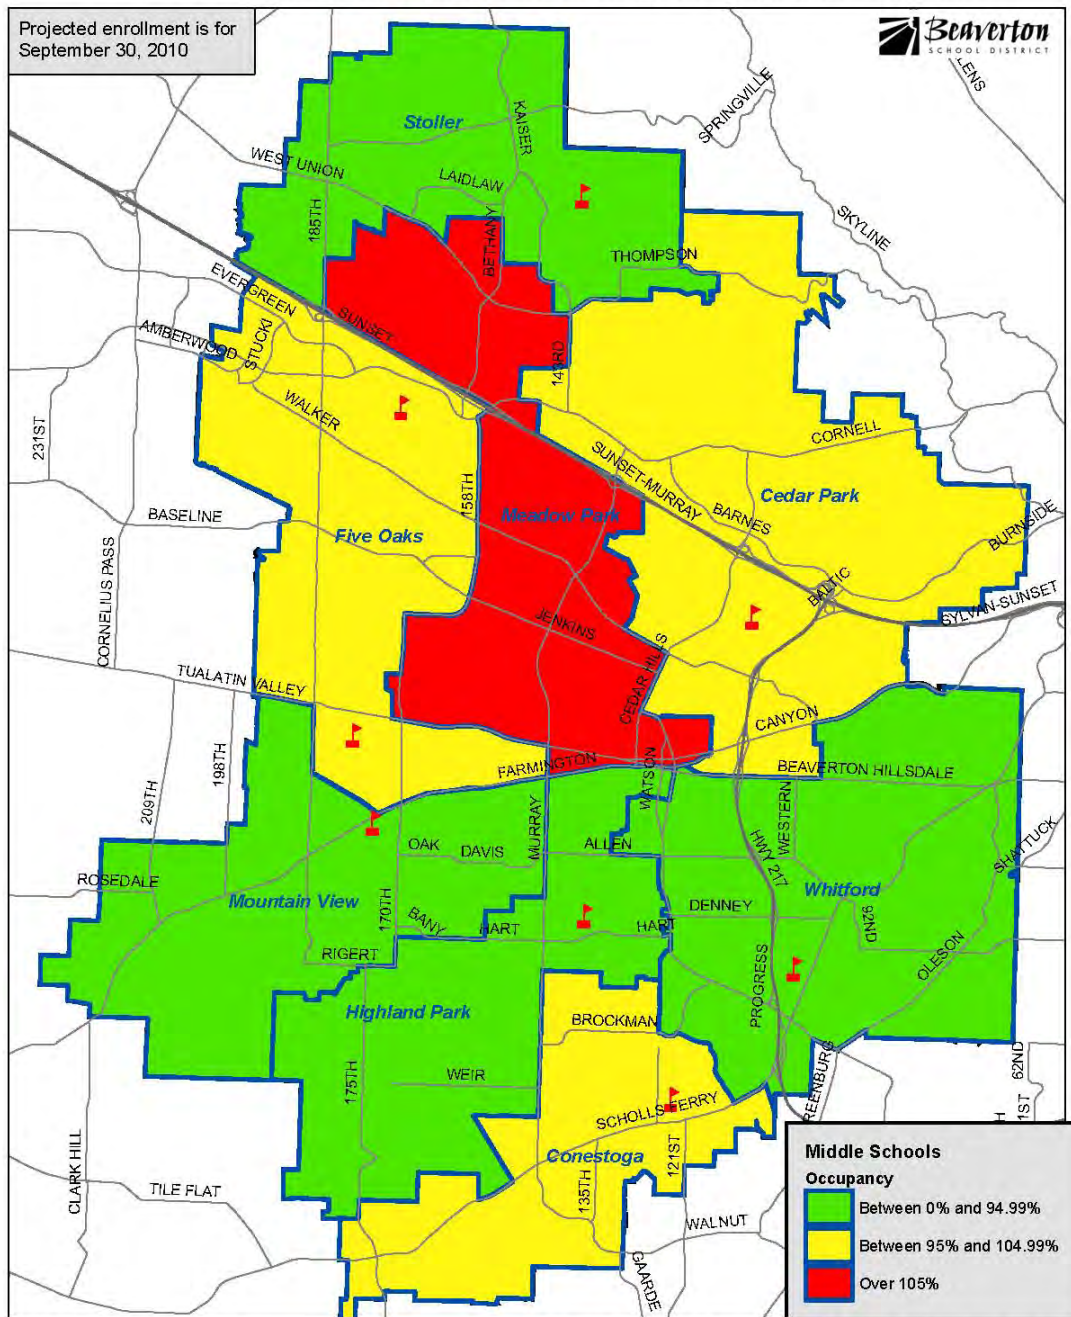 Projected enrollment is for
September 30, 2010
Beaverton
SCHOOL DISTRICT
LENS
SPRINGVILLE
KAISER
Stoller
WEST UNION
LAIDLAW
185TH
BETHANY
SKYLINE
THOMPSON
EVERGREEN
SUNSET
AMBERWOOD
STUCKI
143RD
WALKER
231ST
CORNELL
SUNSET-MURRAY
158TH
Cedar Park
BASELINE
Meadow Park
BARNES
BURNSIDE
Five Oaks
CORNELIUS PASS
BALTIC
SYLVAN-SUNSET
JENKINS
CEDAR HILLS
TUALATIN VALLEY
CANYON
198TH
209TH
FARMINGTON
WATSON
BEAVERTON HILLSDALE
WESTERN
MURRAY
HWY 217
SHATTUCK
OAK
DAVIS
ALLEN
ROSEDALE
Mountain View
170TH
Whitford
DENNEY
92ND
BANY
HART
HART
OLESON
RIGERT
PROGRESS
Highland Park
BROCKMAN
175TH
WEIR
REENBURG
62ND
SCHOLLS FERRY
1ST
H
CLARK HILL
Conestoga
121ST
135TH
TILE FLAT
WALNUT
GAARDE
Middle Schools
Occupancy
Between 0% and 94.99%
Between 95% and 104.99%
Over 105%